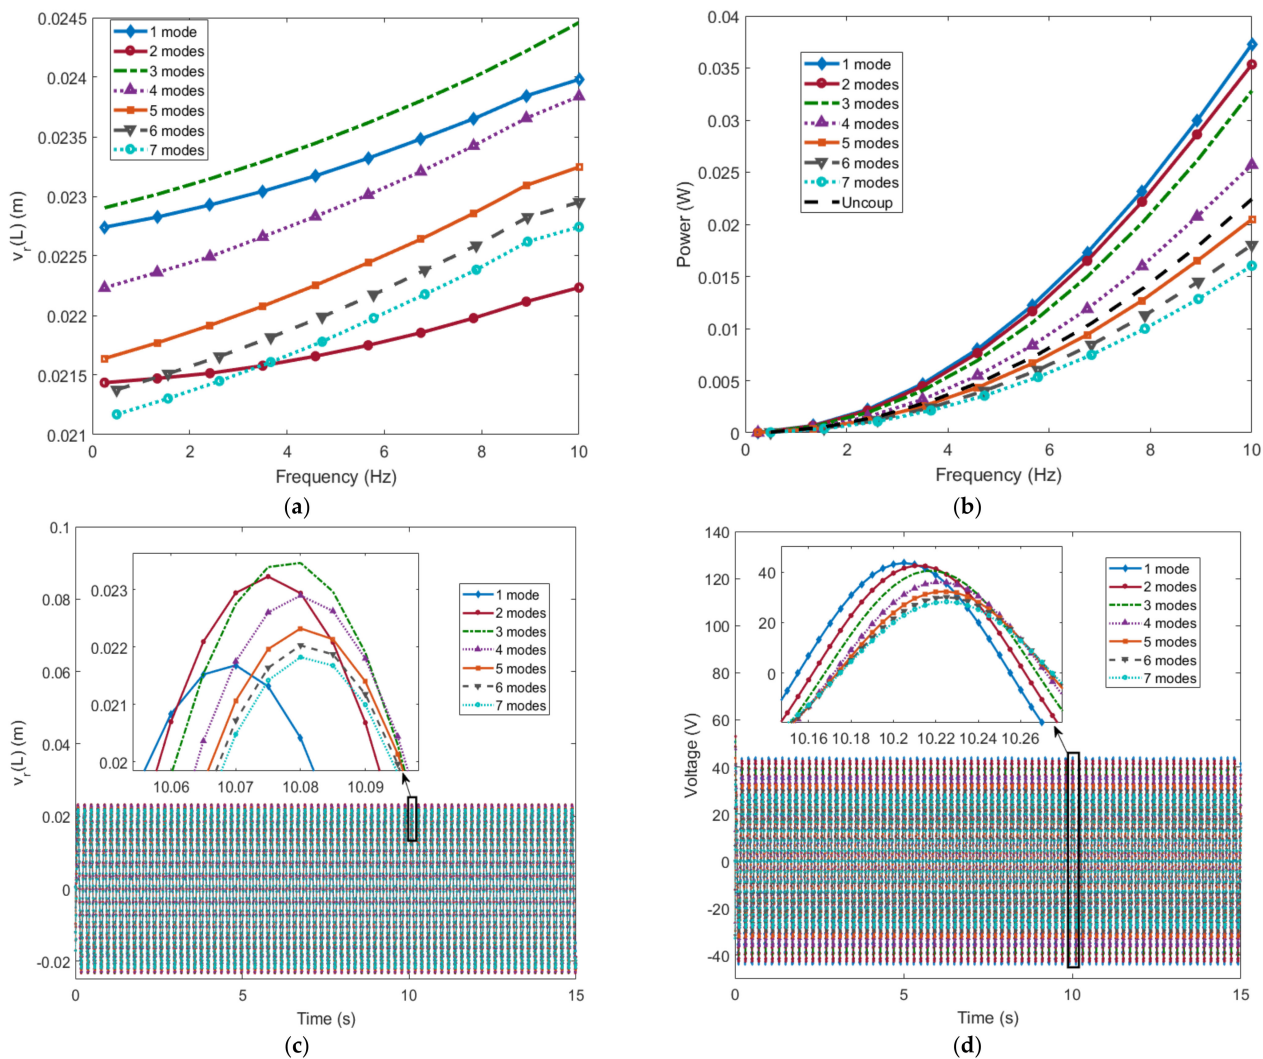 0.0245
0.024
0.0235
0.023
0.0225
0.022
0.0215
0.021
v_r(L) (m)
1 mode
2 modes
3 modes
4 modes
5 modes
6 modes
7 modes
0 2 4 6 8 10
Frequency (Hz)
(a)
0.04
0.035
0.03
0.025
0.02
0.015
0.01
0.005
0
Power (W)
1 mode
2 modes
3 modes
4 modes
5 modes
6 modes
7 modes
Uncoup
0 2 4 6 8 10
Frequency (Hz)
(b)
0.1
0.08
0.06
0.04
0.02
0
-0.02
v_r(L) (m)
0.023
0.022
0.021
0.02
10.06 10.07 10.08 10.09
1 mode
2 modes
3 modes
4 modes
5 modes
6 modes
7 modes
0 5 10 15
Time (s)
(c)
140
120
100
80
60
40
20
0
-20
-40
Voltage (V)
40
20
0
10.16 10.18 10.2 10.22 10.24 10.26
1 mode
2 modes
3 modes
4 modes
5 modes
6 modes
7 modes
0 5 10 15
Time (s)
(d)